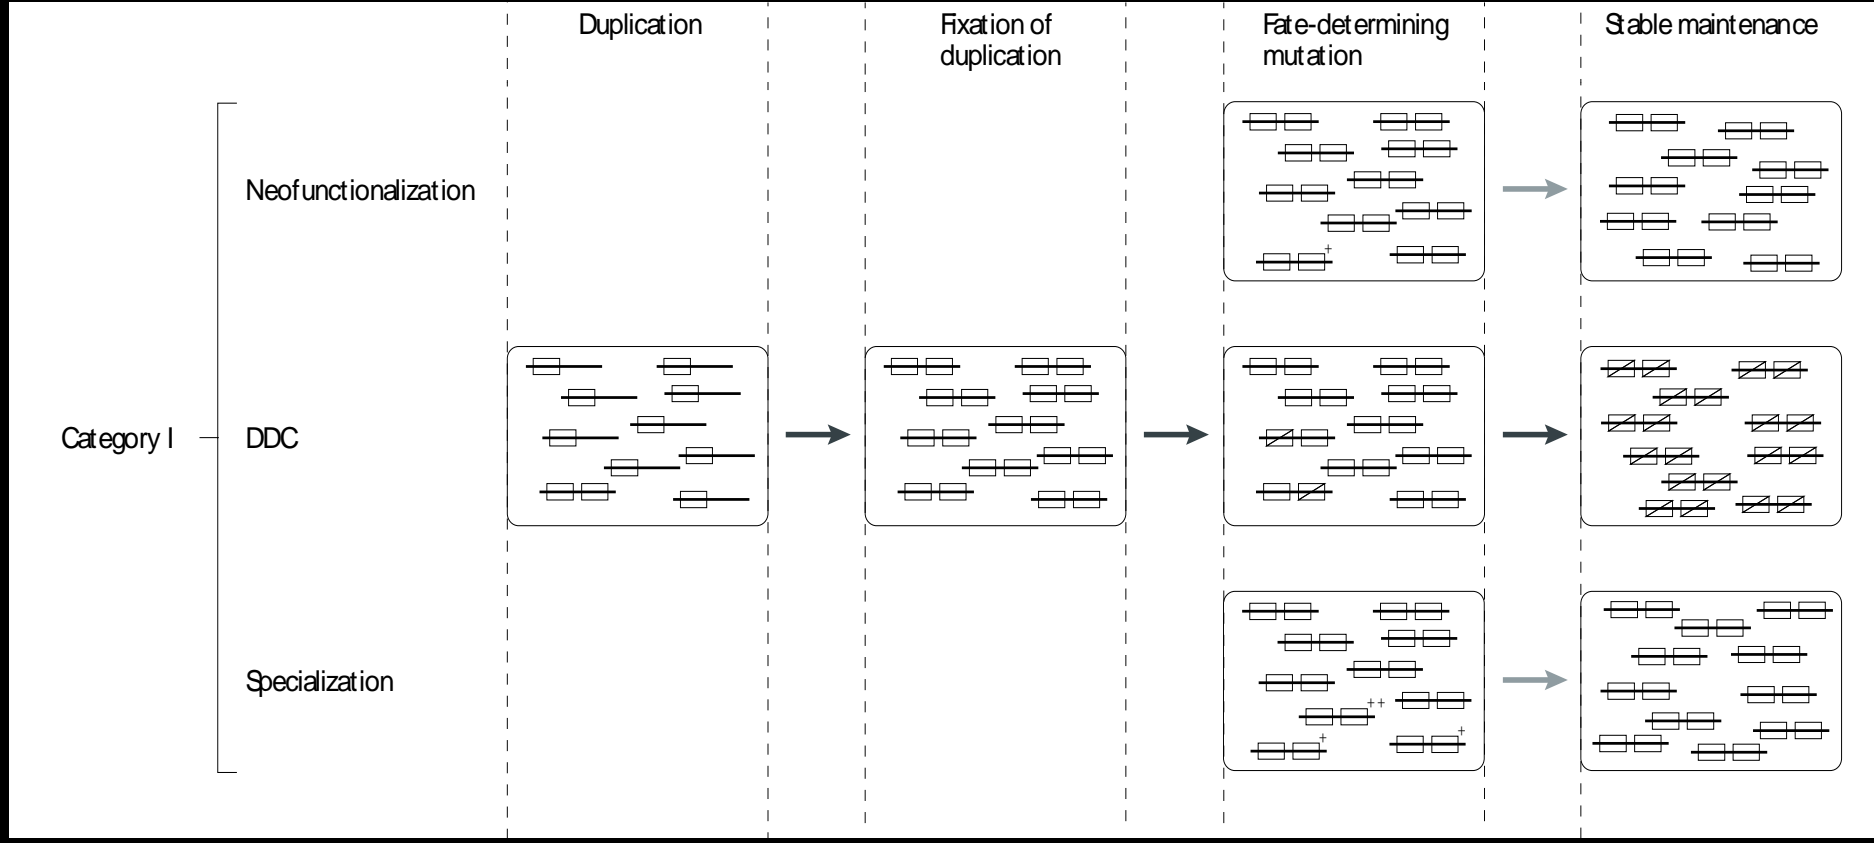 Duplication
Fixation of
duplication
Fate-determining
mutation
Stable maintenance
Neofunctionalization
+
Category I
DDC
Specialization
++
+
+